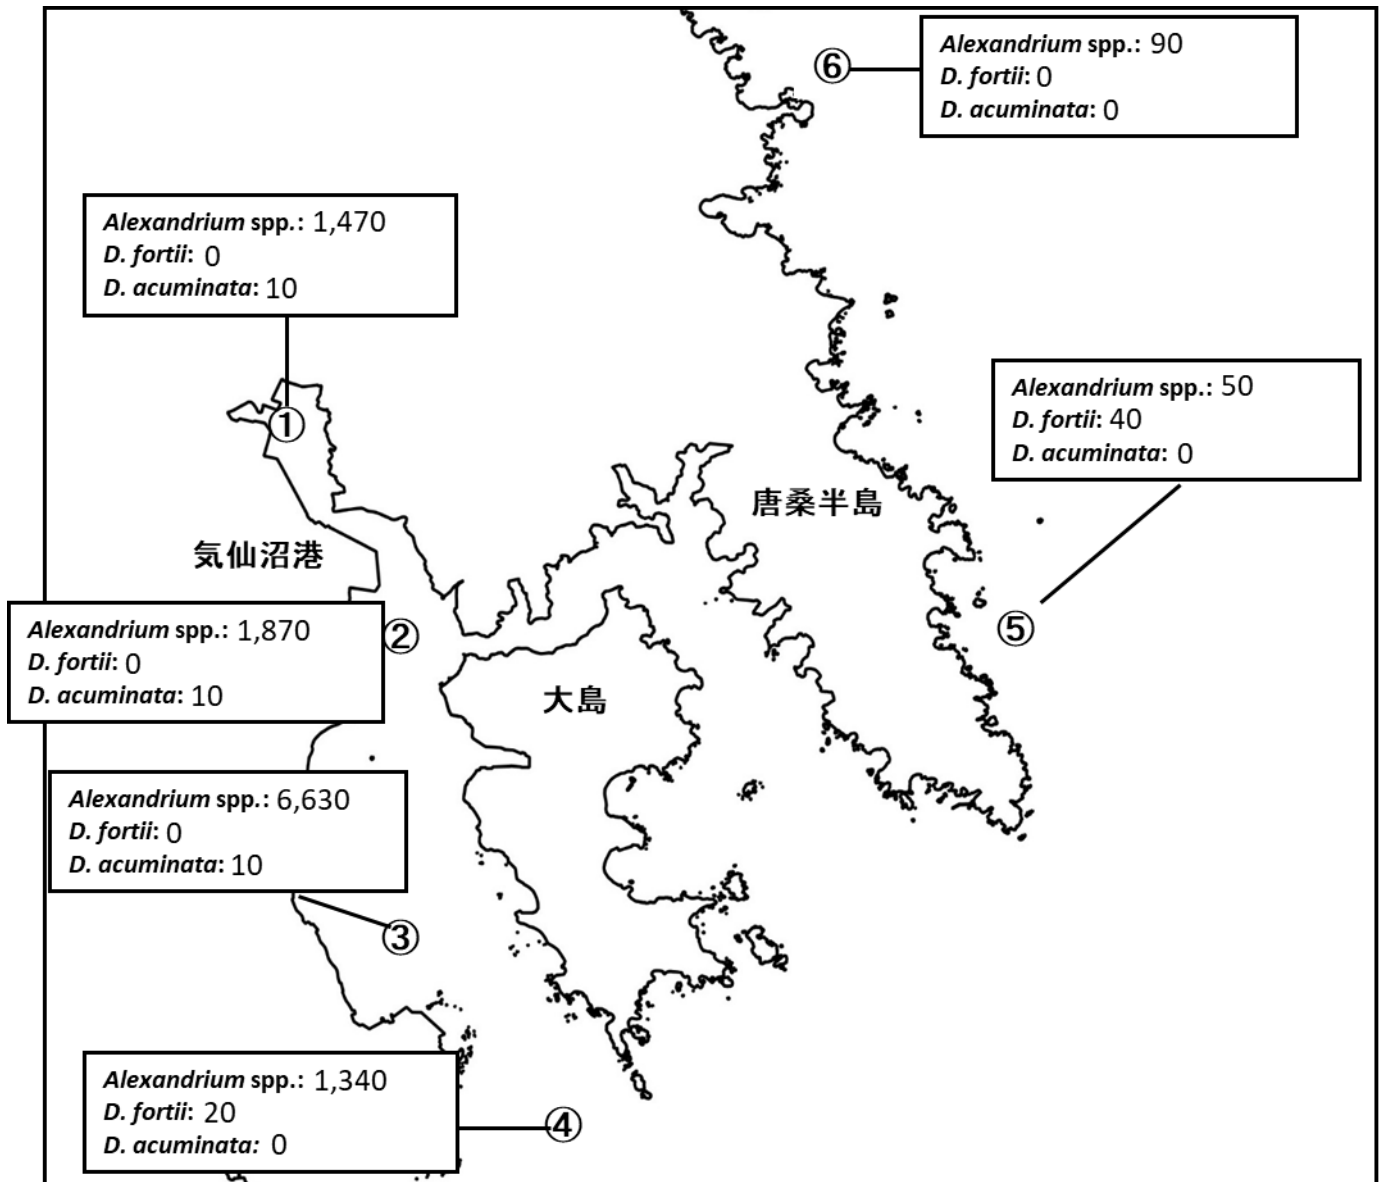 ⑥
Alexandrium spp.: 90
D. fortii: 0
D. acuminata: 0
Alexandrium spp.: 1,470
D. fortii: 0
D. acuminata: 10
①
Alexandrium spp.: 50
D. fortii: 40
D. acuminata: 0
唐桑半島
気仙沼港
Alexandrium spp.: 1,870
D. fortii: 0
D. acuminata: 10
②
⑤
大島
Alexandrium spp.: 6,630
D. fortii: 0
D. acuminata: 10
③
Alexandrium spp.: 1,340
D. fortii: 20
D. acuminata: 0
④